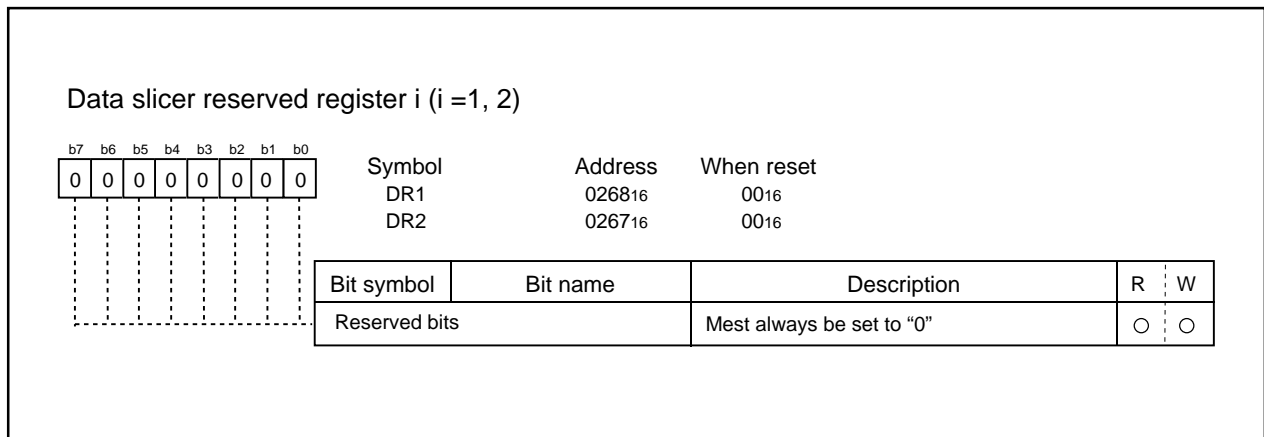 Data slicer reserved register i (i =1, 2)
b7 b6 b5 b4 b3 b2 b1 b0
0 0 0 0 0 0 0 0
Symbol Address When reset
DR1 026816 0016
DR2 026716 0016
Bit symbol Bit name Description R W
Reserved bits Mest always be set to “0”